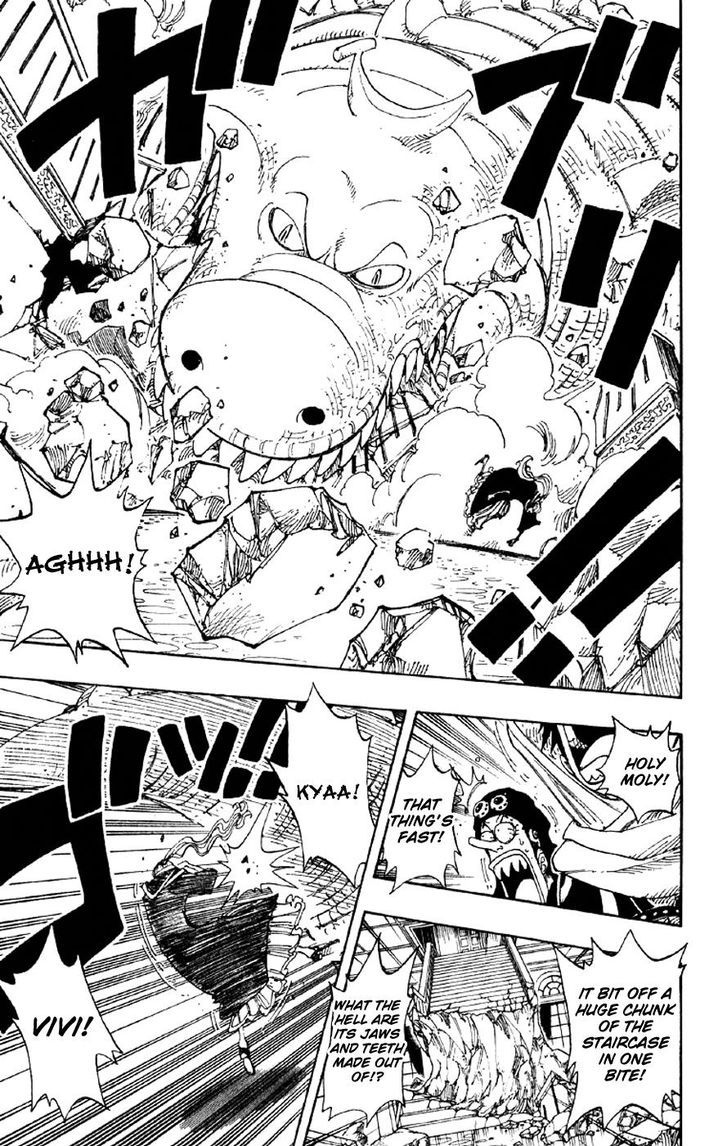 AGHHH!
HOLY
MOLY!
THAT
THING'S
FAST!
IT BIT OFF A
HUGE CHUNK
OF THE
STAIRCASE
IN ONE
BITE!
WHAT THE
HELL ARE
ITS JAWS
AND TEETH
MADE OUT
OF!?
KYAA!
VIVI!